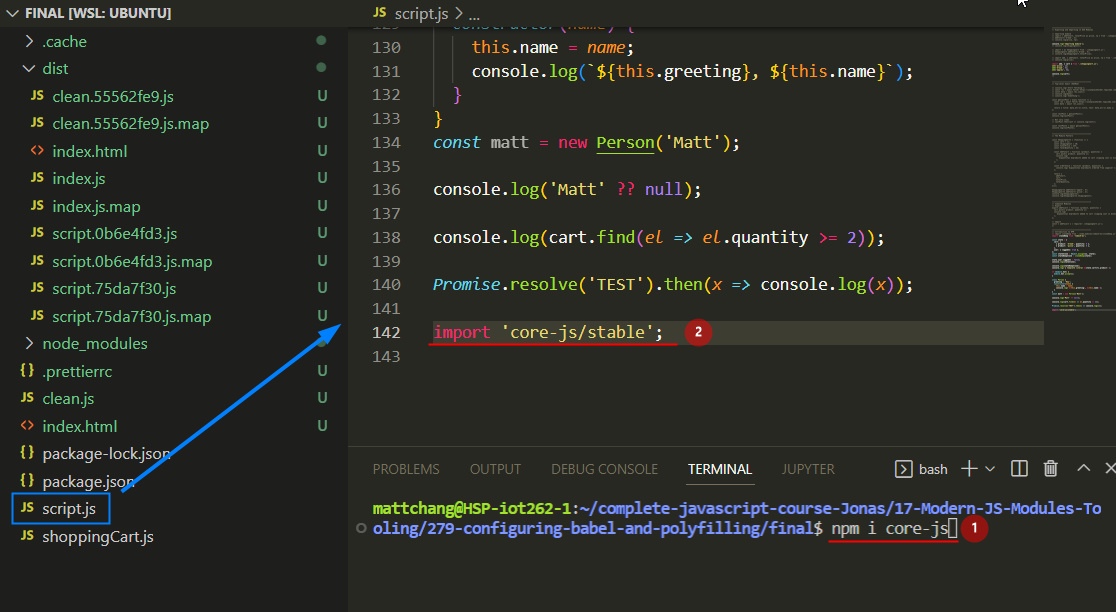 FINAL [WSL: UBUNTU]
.cache
dist
JS clean.55562fe9.js U
JS clean.55562fe9.js.map U
<> index.html U
JS index.js U
JS index.js.map U
JS script.0b6e4fd3.js U
JS script.0b6e4fd3.js.map U
JS script.75da7f30.js U
JS script.75da7f30.js.map U
node_modules
{} .prettierrc U
JS clean.js U
<> index.html U
{} package-lock.json
{} package.json
JS script.js
JS shoppingCart.js
JS script.js > ...
129 constructor(name) {
130 this.name = name;
131 console.log(`${this.greeting}, ${this.name}`);
132 }
133 }
134 const matt = new Person('Matt');
135
136 console.log('Matt' ?? null);
137
138 console.log(cart.find(el => el.quantity >= 2));
139
140 Promise.resolve('TEST').then(x => console.log(x));
141
142 import 'core-js/stable'; 2
143
PROBLEMS OUTPUT DEBUG CONSOLE TERMINAL JUPYTER bash
mattchang@HSP-iot262-1:~/complete-javascript-course-Jonas/17-Modern-JS-Modules-To
oling/279-configuring-babel-and-polyfilling/final$ npm i core-js 1